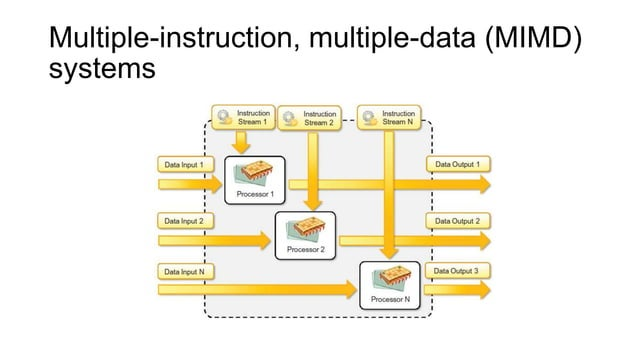 Multiple-instruction, multiple-data (MIMD)
systems
Instruction
Stream 1
Instruction
Stream 2
Instruction
Stream N
Data Input 1
Data Output 1
Processor 1
Data Input 2
Data Output 2
Processor 2
Data Input N
Data Output 3
Processor N